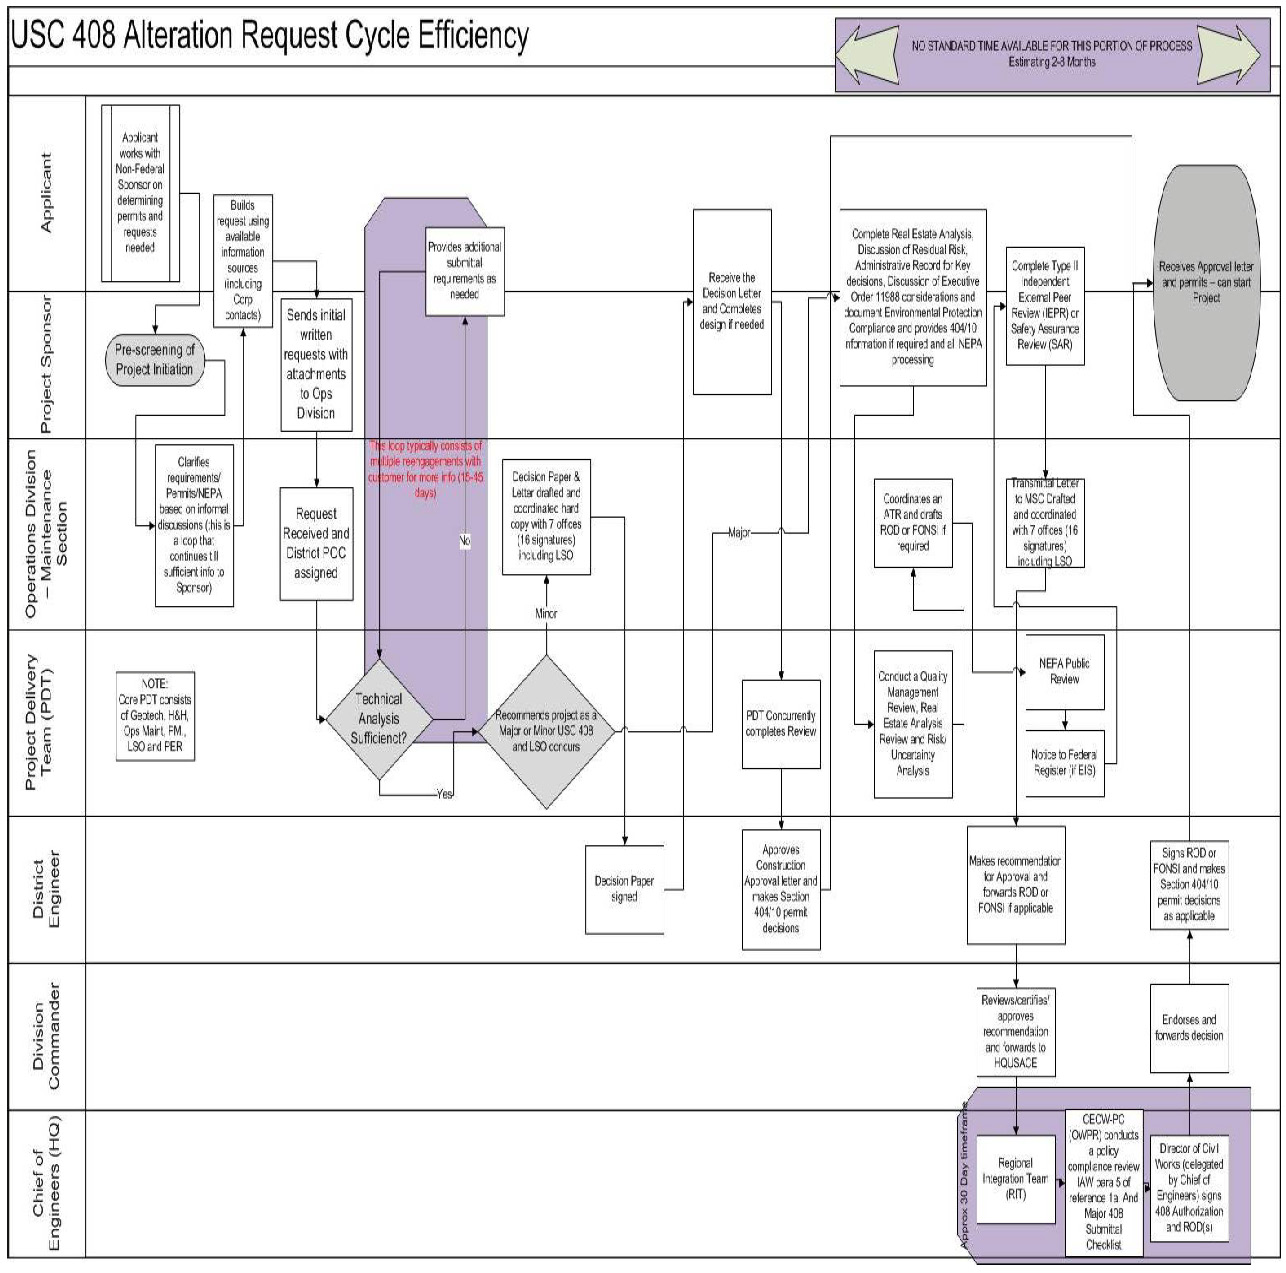 USC 408 Alteration Request Cycle Efficiency
NO STANDARD TIME AVAILABLE FOR THIS PORTION OF PROCESS
Estimating 2-8 Months
Applicant
Applicant
works with
Non-Federal
Sponsor on
determining
permits and
requests
needed
Builds
request using
available
information
sources
(including
Corp
contacts)
Provides additional
submittal
requirements as
needed
Receive the
Decision Letter
and Completes
design if needed
Complete Real Estate Analysis,
Discussion of Residual Risk,
Administrative Record for Key
decisions, Discussion of Executive
Order 11988 considerations and
document Environmental Protection
Compliance and provides 404/10
information if required and all NEPA
processing
Complete Type II
Independent
External Peer
Review (IEPR) or
Safety Assurance
Review (SAR)
Receives Approval letter
and permits – can start
Project
Project Sponsor
Pre-screening of
Project Initiation
Sends initial
written
requests with
attachments
to Ops
Division
Operations Division
– Maintenance
Section
Clarifies
requirements/
Permits/NEPA
based on informal
discussions (this is
a loop that
continues till
sufficient info to
Sponsor)
Request
Received and
District POC
assigned
This loop typically consists of
multiple reengagements with
customer for more info (15-45
days)
No
Decision Paper &
Letter drafted and
coordinated hard
copy with 7 offices
(16 signatures)
including LSO
Minor
Major
Coordinates an
ATR and drafts
ROD or FONSI if
required
Transmittal Letter
to MSC Drafted
and coordinated
with 7 offices (16
signatures)
including LSO
Project Delivery
Team (PDT)
NOTE:
Core PDT consists
of Geotech, H&H,
Ops Maint, PM,,
LSO and PER
Technical
Analysis
Sufficienct?
Yes
Recommends project as a
Major or Minor USC 408
and LSO concurs
PDT Concurrently
completes Review
Conduct a Quality
Management
Review, Real
Estate Analysis
Review and Risk/
Uncertainty
Analysis
NEPA Public
Review
Notice to Federal
Register (if EIS)
District
Engineer
Decision Paper
signed
Approves
Construction
Approval letter and
makes Section
404/10 permit
decisions
Makes recommendation
for Approval and
forwards ROD or
FONSI if applicable
Signs ROD or
FONSI and makes
Section 404/10
permit decisions
as applicable
Division
Commander
Reviews/certifies/
approves
recommendation
and forwards to
HQUSACE
Endorses and
forwards decision
Chief of
Engineers (HQ)
Approx 30 Day timeframe
Regional
Integration Team
(RIT)
CECW-PC
(OWPR) conducts
a policy
compliance review
IAW para 5 of
reference 1a. And
Major 408
Submittal
Checklist
Director of Civil
Works (delegated
by Chief of
Engineers) signs
408 Authorization
and ROD(s)